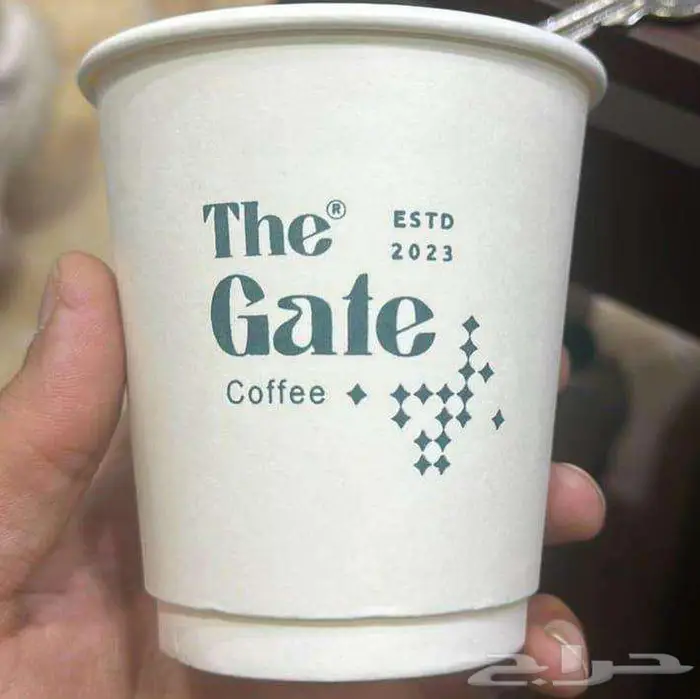 The®
ESTD
2023
Gate
Coffee
حراج